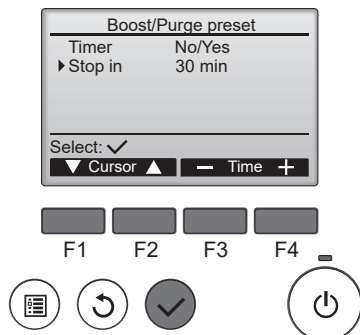 Boost/Purge preset
Timer No/Yes
Stop in 30 min
Select:
Cursor − Time +
F1 F2 F3 F4